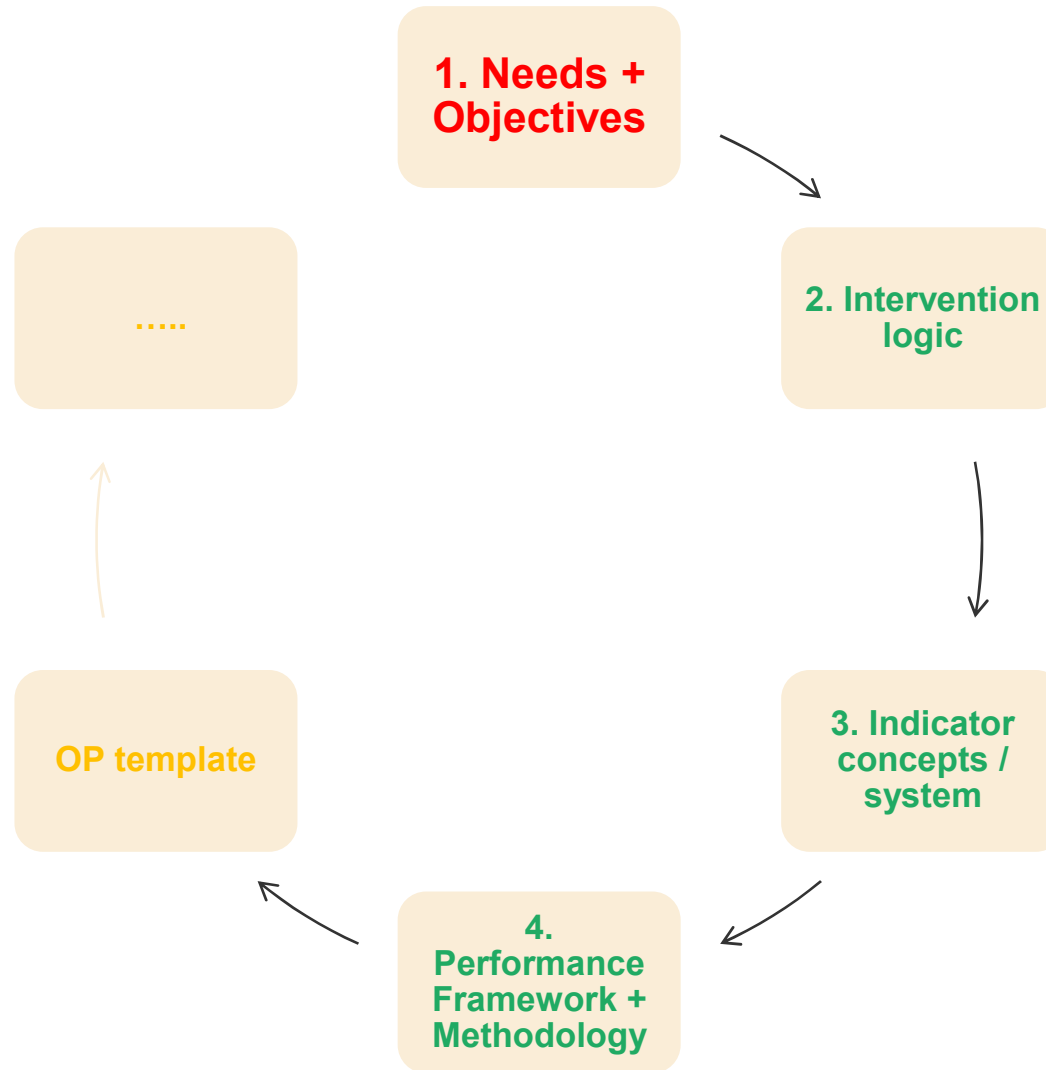 1. Needs +
Objectives
2. Intervention
logic
3. Indicator
concepts /
system
4.
Performance
Framework +
Methodology
OP template
…..